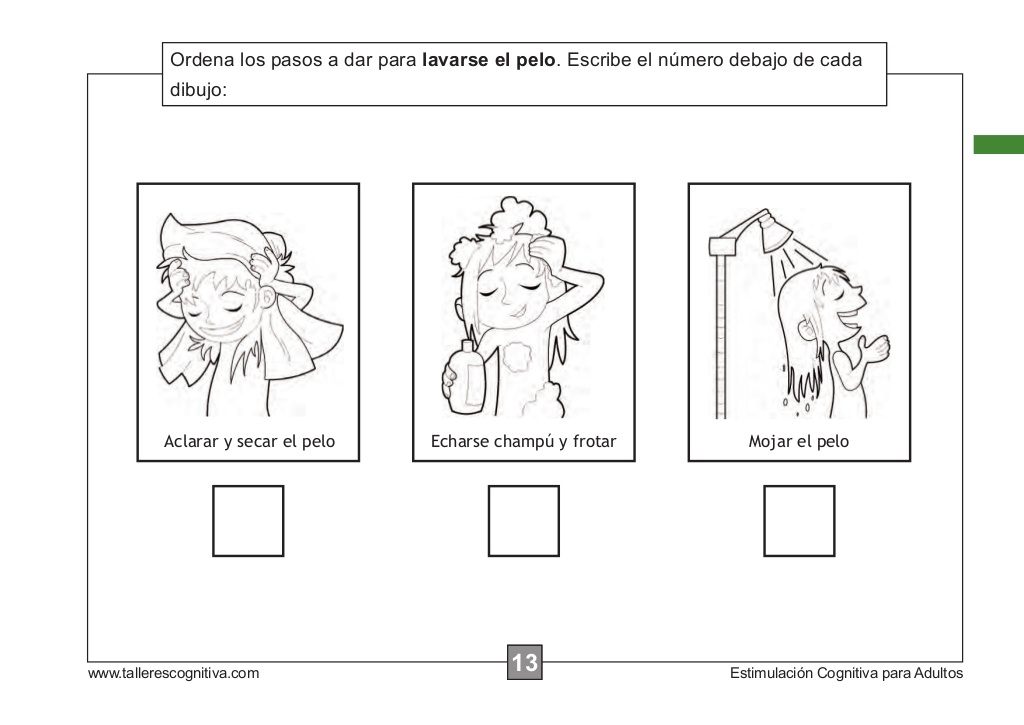 Ordena los pasos a dar para lavarse el pelo. Escribe el número debajo de cada
dibujo:
Aclarar y secar el pelo
Echarse champú y frotar
Mojar el pelo
www.tallerescognitiva.com
13
Estimulación Cognitiva para Adultos